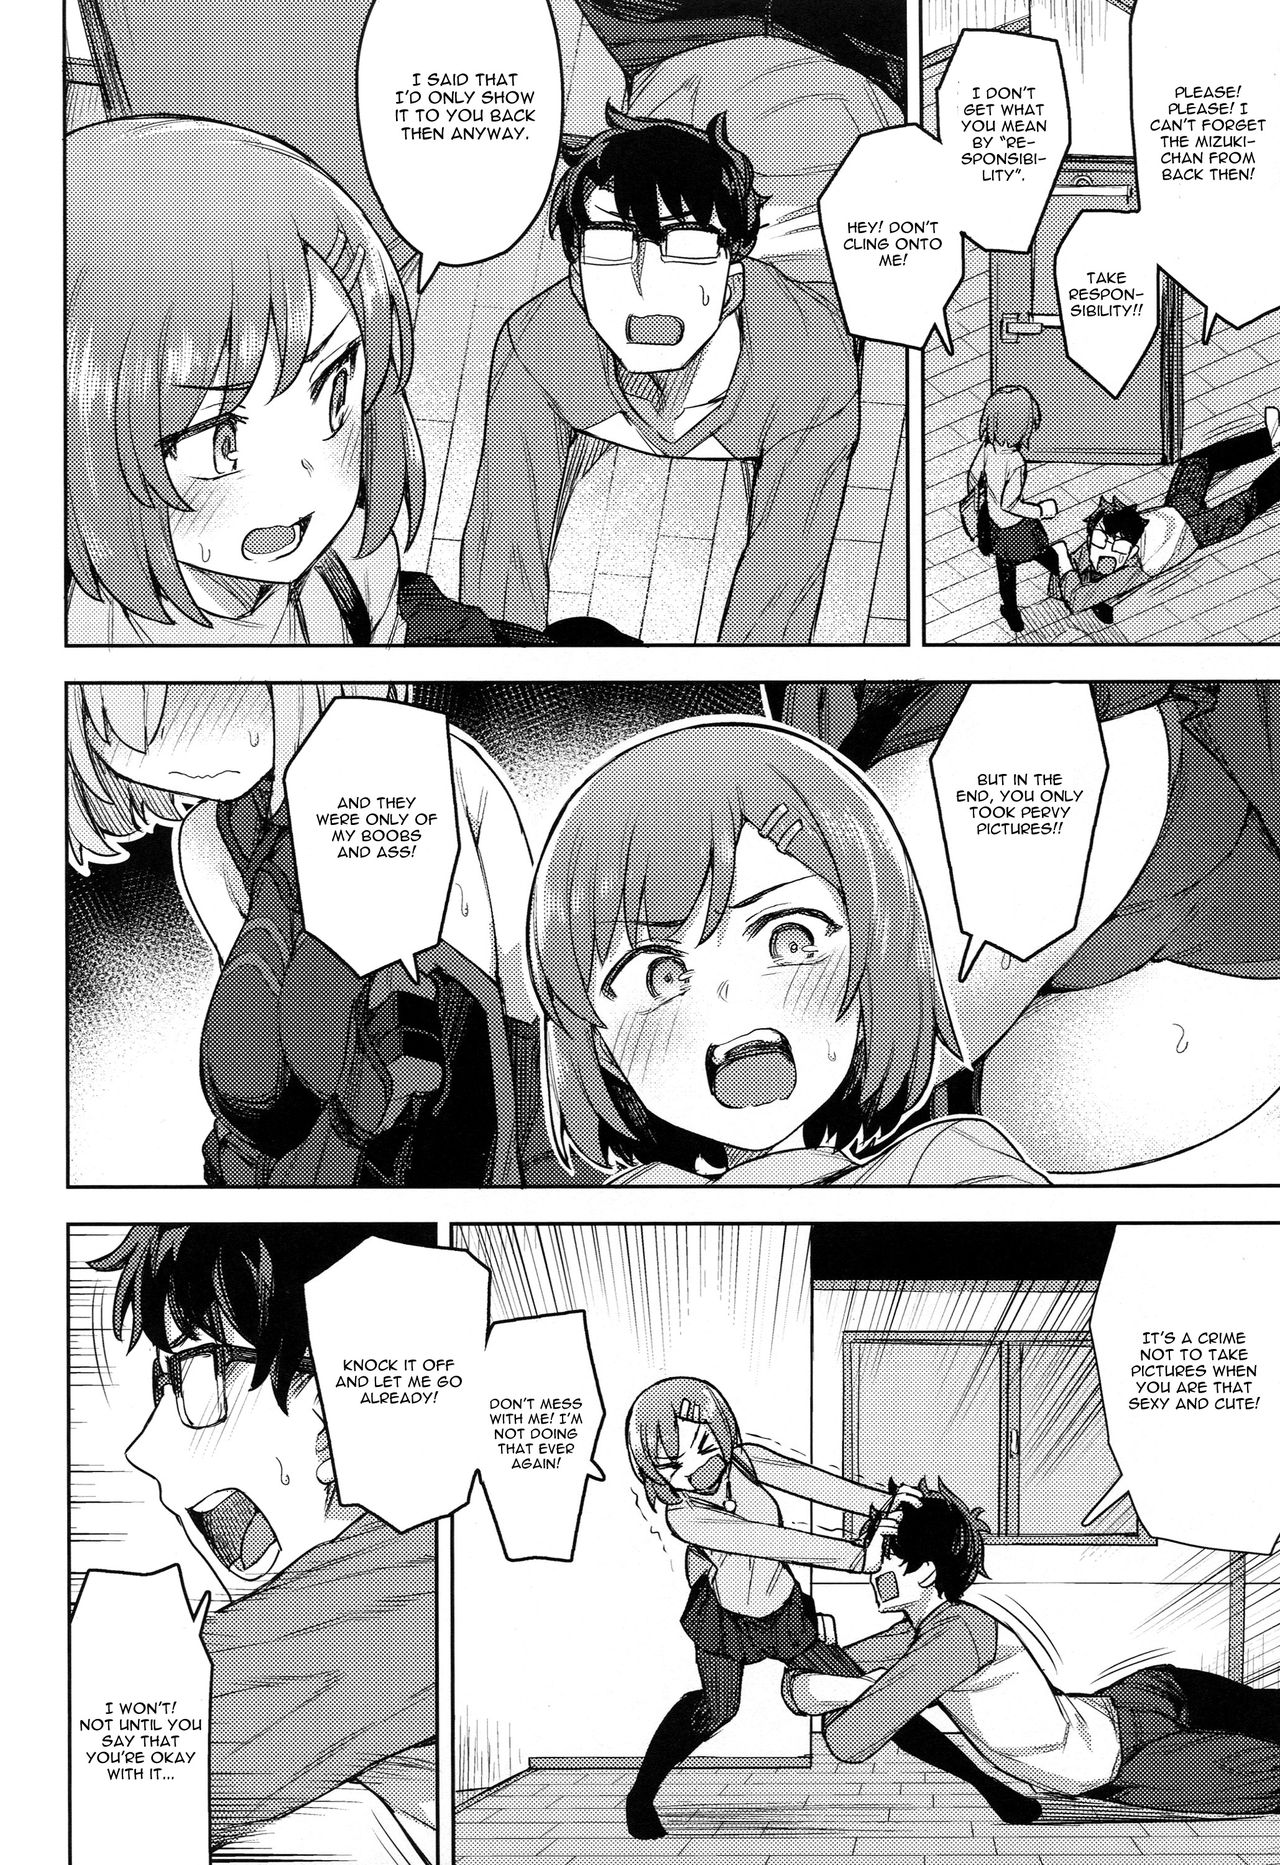 PLEASE!
PLEASE! I
CAN'T FORGET
THE MIZUKI-
CHAN FROM
BACK THEN!
TAKE
RESPON-
SIBILITY!!
I DON'T
GET WHAT
YOU MEAN
BY "RE-
SPONSIBI-
LITY".
HEY! DON'T
CLING ONTO
ME!
I SAID THAT
I'D ONLY SHOW
IT TO YOU BACK
THEN ANYWAY.
BUT IN THE
END, YOU ONLY
TOOK PERVY
PICTURES!!
AND THEY
WERE ONLY OF
MY BOOBS
AND ASS!
IT'S A CRIME
NOT TO TAKE
PICTURES WHEN
YOU ARE THAT
SEXY AND CUTE!
DON'T MESS
WITH ME! I'M
NOT DOING
THAT EVER
AGAIN!
KNOCK IT OFF
AND LET ME GO
ALREADY!
I WON'T!
NOT UNTIL YOU
SAY THAT
YOU'RE OKAY
WITH IT...